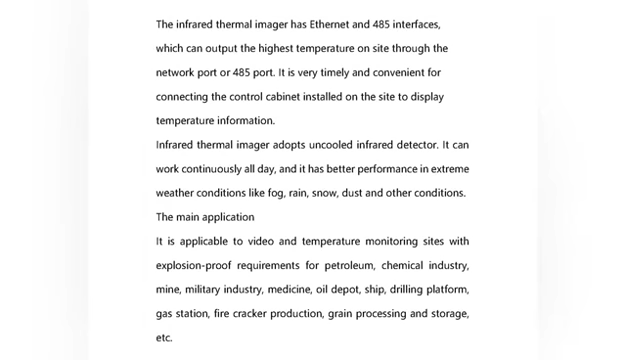 The infrared thermal imager has Ethernet and 485 interfaces,
which can output the highest temperature on site through the
network port or 485 port. It is very timely and convenient for
connecting the control cabinet installed on the site to display
temperature information.
Infrared thermal imager adopts uncooled infrared detector. It can
work continuously all day, and it has better performance in extreme
weather conditions like fog, rain, snow, dust and other conditions.
The main application
It is applicable to video and temperature monitoring sites with
explosion-proof requirements for petroleum, chemical industry,
mine, military industry, medicine, oil depot, ship, drilling platform,
gas station, fire cracker production, grain processing and storage,
etc.